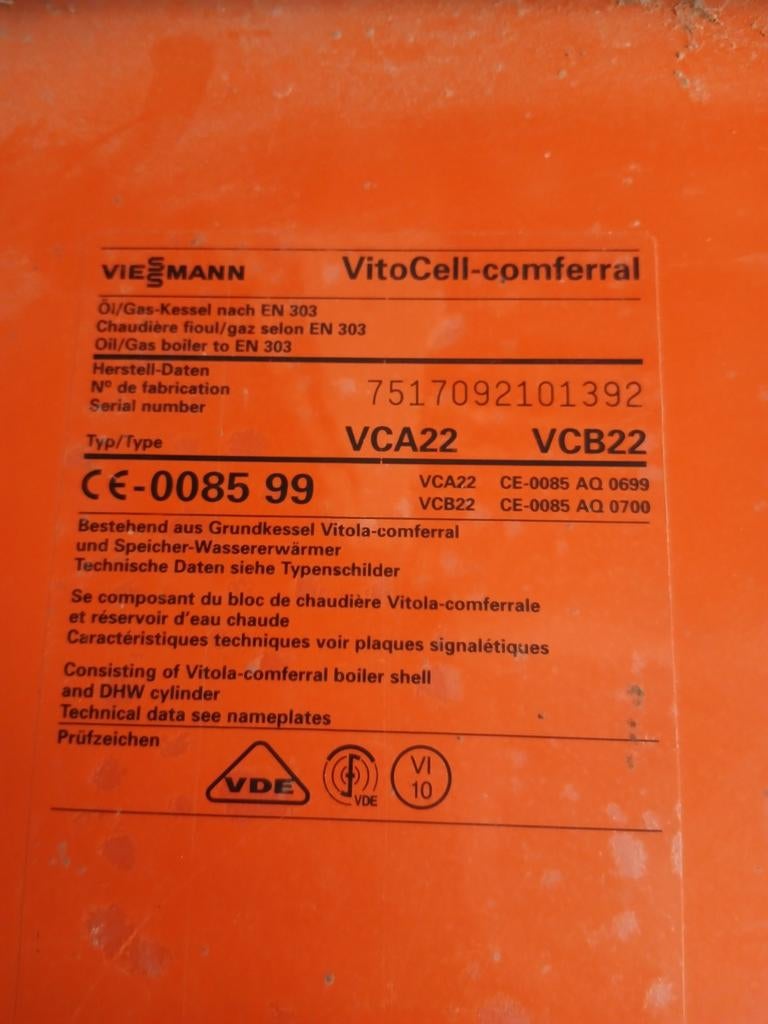 VIESSMANN VitoCell-comferral
Öl/Gas-Kessel nach EN 303
Chaudière fioul/gaz selon EN 303
Oil/Gas boiler to EN 303
Herstell-Daten
Nº de fabrication
Serial number
7517092101392
Typ/Type VCA22 VCB22
CE-0085 99
VCA22 CE-0085 AQ 0699
VCB22 CE-0085 AQ 0700
Bestehend aus Grundkessel Vitola-comferral
und Speicher-Wassererwärmer
Technische Daten siehe Typenschilder
Se composant du bloc de chaudière Vitola-comferrale
et réservoir d'eau chaude
Caractéristiques techniques voir plaques signalétiques
Consisting of Vitola-comferral boiler shell
and DHW cylinder
Technical data see nameplates
Prüfzeichen
VDE
VDE
VI
10